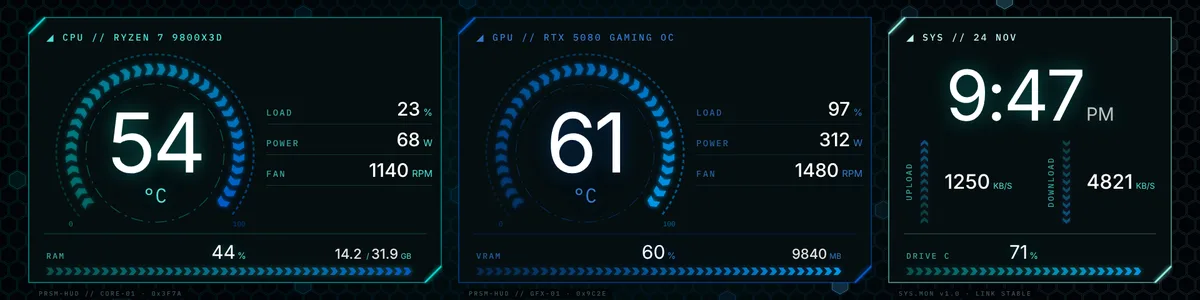 ◢ CPU // RYZEN 7 9800X3D
54
°C
0
100
LOAD 23 %
POWER 68 W
FAN 1140 RPM
RAM 44 % 14.2 / 31.9 GB
PRSM-HUD // CORE-01 · 0x3F7A
◢ GPU // RTX 5080 GAMING OC
61
°C
0
100
LOAD 97 %
POWER 312 W
FAN 1480 RPM
VRAM 60 % 9840 MB
PRSM-HUD // GFX-01 · 0x9C2E
◢ SYS // 24 NOV
9:47 PM
UPLOAD
1250 KB/S
DOWNLOAD
4821 KB/S
DRIVE C 71 %
SYS.MON v1.0 · LINK STABLE